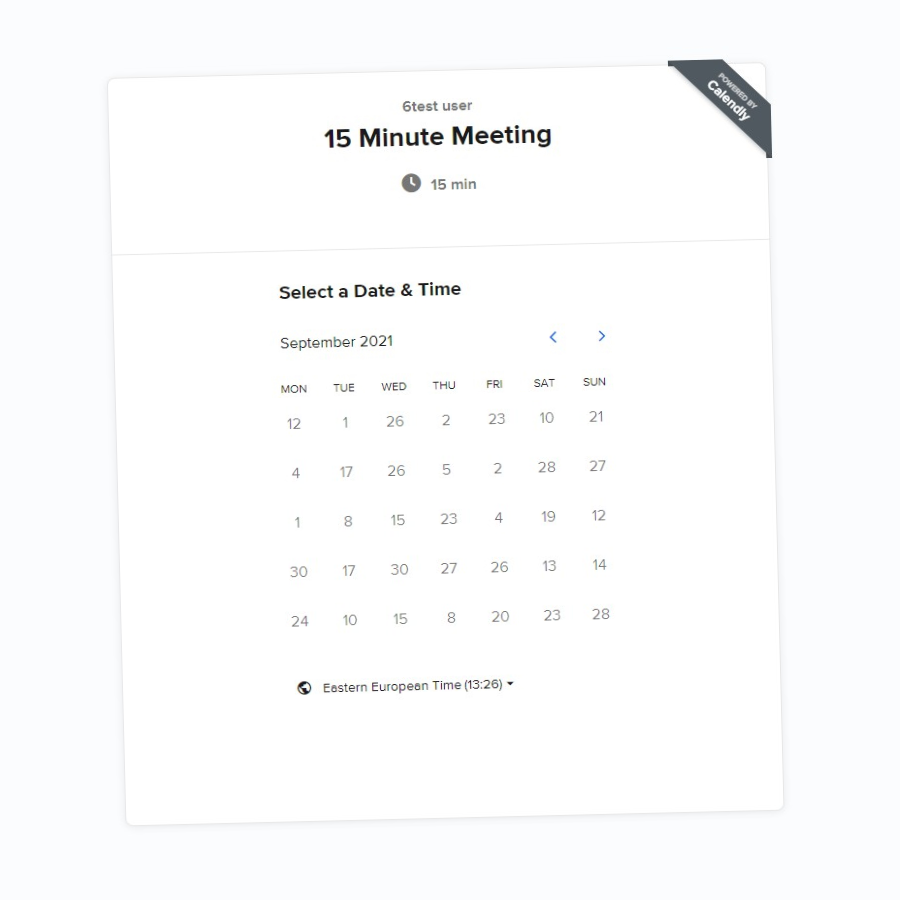 POWERED BY
Calendly
6test user
15 Minute Meeting
15 min
Select a Date & Time
September 2021
MON TUE WED THU FRI SAT SUN
12 1 26 2 23 10 21
4 17 26 5 2 28 27
1 8 15 23 4 19 12
30 17 30 27 26 13 14
24 10 15 8 20 23 28
Eastern European Time (13:26)